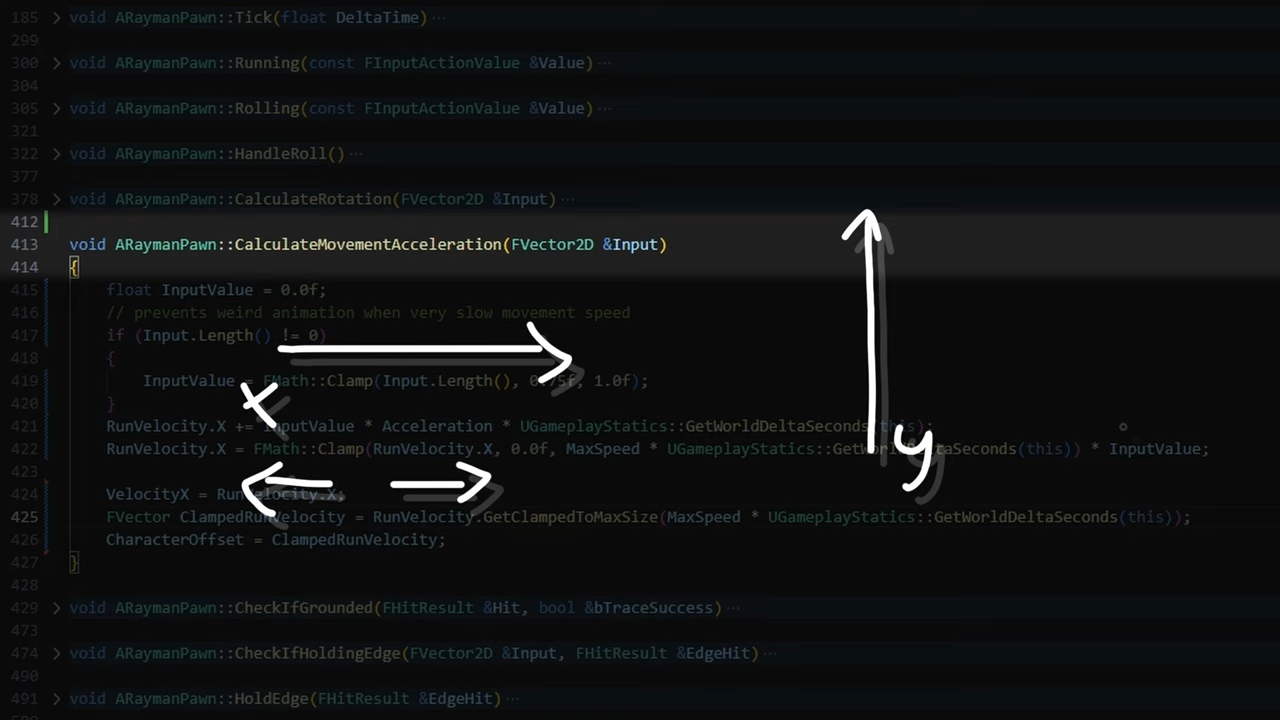 185 > void ARaymanPawn::Tick(float DeltaTime) ···
299
300 > void ARaymanPawn::Running(const FInputActionValue &Value) ···
304
305 > void ARaymanPawn::Rolling(const FInputActionValue &Value) ···
321
322 > void ARaymanPawn::HandleRoll() ···
377
378 > void ARaymanPawn::CalculateRotation(FVector2D &Input) ···
412
413 void ARaymanPawn::CalculateMovementAcceleration(FVector2D &Input)
414 {
415 float InputValue = 0.0f;
416 // prevents weird animation when very slow movement speed
417 if (Input.Length() != 0)
418 {
419 InputValue = FMath::Clamp(Input.Length(), 0.75f, 1.0f);
420 }
x
421 RunVelocity.X += InputValue * Acceleration * UGameplayStatics::GetWorldDeltaSeconds(this);
y
422 RunVelocity.X = FMath::Clamp(RunVelocity.X, 0.0f, MaxSpeed * UGameplayStatics::GetWorldDeltaSeconds(this)) * InputValue;
423
424 VelocityX = RunVelocity.X;
425 FVector ClampedRunVelocity = RunVelocity.GetClampedToMaxSize(MaxSpeed * UGameplayStatics::GetWorldDeltaSeconds(this));
426 CharacterOffset = ClampedRunVelocity;
427 }
428
429 > void ARaymanPawn::CheckIfGrounded(FHitResult &Hit, bool &bTraceSuccess) ···
473
474 > void ARaymanPawn::CheckIfHoldingEdge(FVector2D &Input, FHitResult &EdgeHit) ···
490
491 > void ARaymanPawn::HoldEdge(FHitResult &EdgeHit) ···